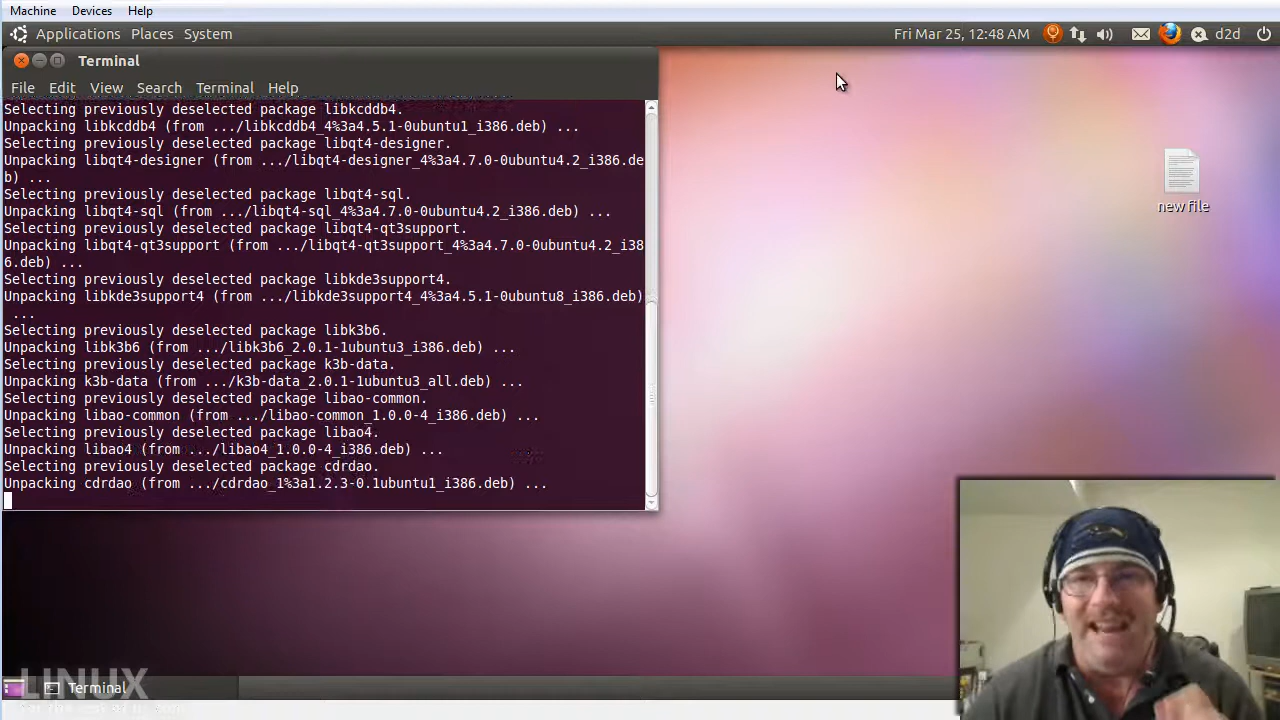 Machine Devices Help
Applications Places System Fri Mar 25, 12:48 AM d2d
Terminal
File Edit View Search Terminal Help
Selecting previously deselected package libkcddb4.
Unpacking libkcddb4 (from .../libkcddb4_4%3a4.5.1-0ubuntu1_i386.deb) ...
Selecting previously deselected package libqt4-designer.
Unpacking libqt4-designer (from .../libqt4-designer_4%3a4.7.0-0ubuntu4.2_i386.de
b) ...
Selecting previously deselected package libqt4-sql.
Unpacking libqt4-sql (from .../libqt4-sql_4%3a4.7.0-0ubuntu4.2_i386.deb) ...
Selecting previously deselected package libqt4-qt3support.
Unpacking libqt4-qt3support (from .../libqt4-qt3support_4%3a4.7.0-0ubuntu4.2_i38
6.deb) ...
Selecting previously deselected package libkde3support4.
Unpacking libkde3support4 (from .../libkde3support4_4%3a4.5.1-0ubuntu8_i386.deb)
...
Selecting previously deselected package libk3b6.
Unpacking libk3b6 (from .../libk3b6_2.0.1-1ubuntu3_i386.deb) ...
Selecting previously deselected package k3b-data.
Unpacking k3b-data (from .../k3b-data_2.0.1-1ubuntu3_all.deb) ...
Selecting previously deselected package libao-common.
Unpacking libao-common (from .../libao-common_1.0.0-4_i386.deb) ...
Selecting previously deselected package libao4.
Unpacking libao4 (from .../libao4_1.0.0-4_i386.deb) ...
Selecting previously deselected package cdrdao.
Unpacking cdrdao (from .../cdrdao_1%3a1.2.3-0.1ubuntu1_i386.deb) ...
new file
LINUX
Terminal